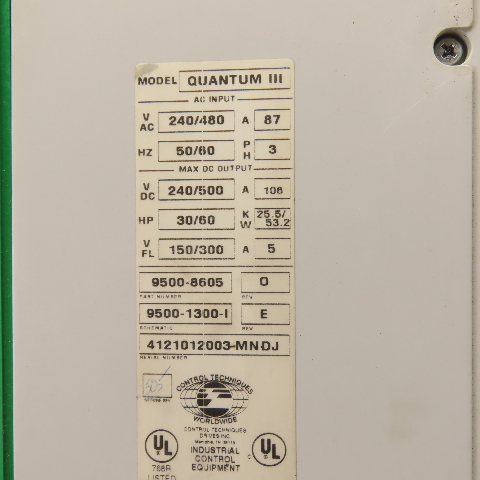 MODEL QUANTUM III
AC INPUT
V AC 240/480 A 87
HZ 50/60 PH 3
MAX DC OUTPUT
V DC 240/500 A 106
HP 30/60 KW 25.5/53.2
V FL 150/300 A 5
9500-8605 O
PART NUMBER REV.
9500-1300-I E
SCHEMATIC REV.
4121012003-MNDJ
SERIAL NUMBER
CONTROL TECHNIQUES
WORLDWIDE
CONTROL TECHNIQUES
DRIVES INC.
UL
768R
LISTED
INDUSTRIAL
CONTROL
EQUIPMENT
C UL